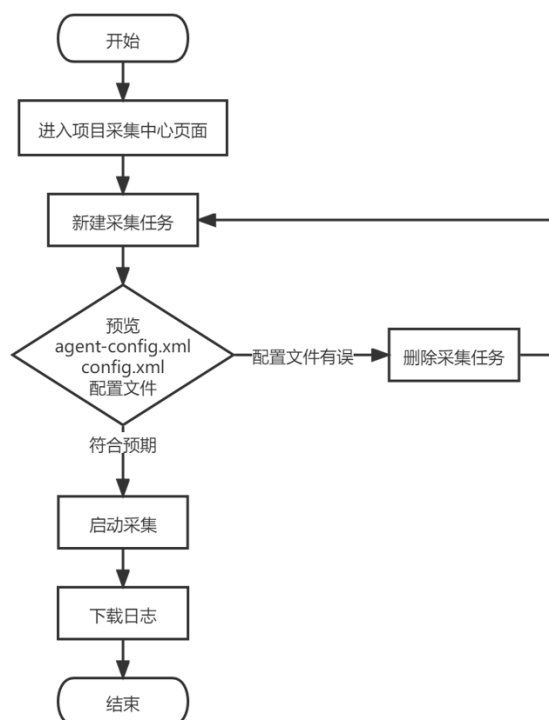 开始
进入项目采集中心页面
新建采集任务
预览
agent-config.xml
config.xml
配置文件
配置文件有误
删除采集任务
符合预期
启动采集
下载日志
结束